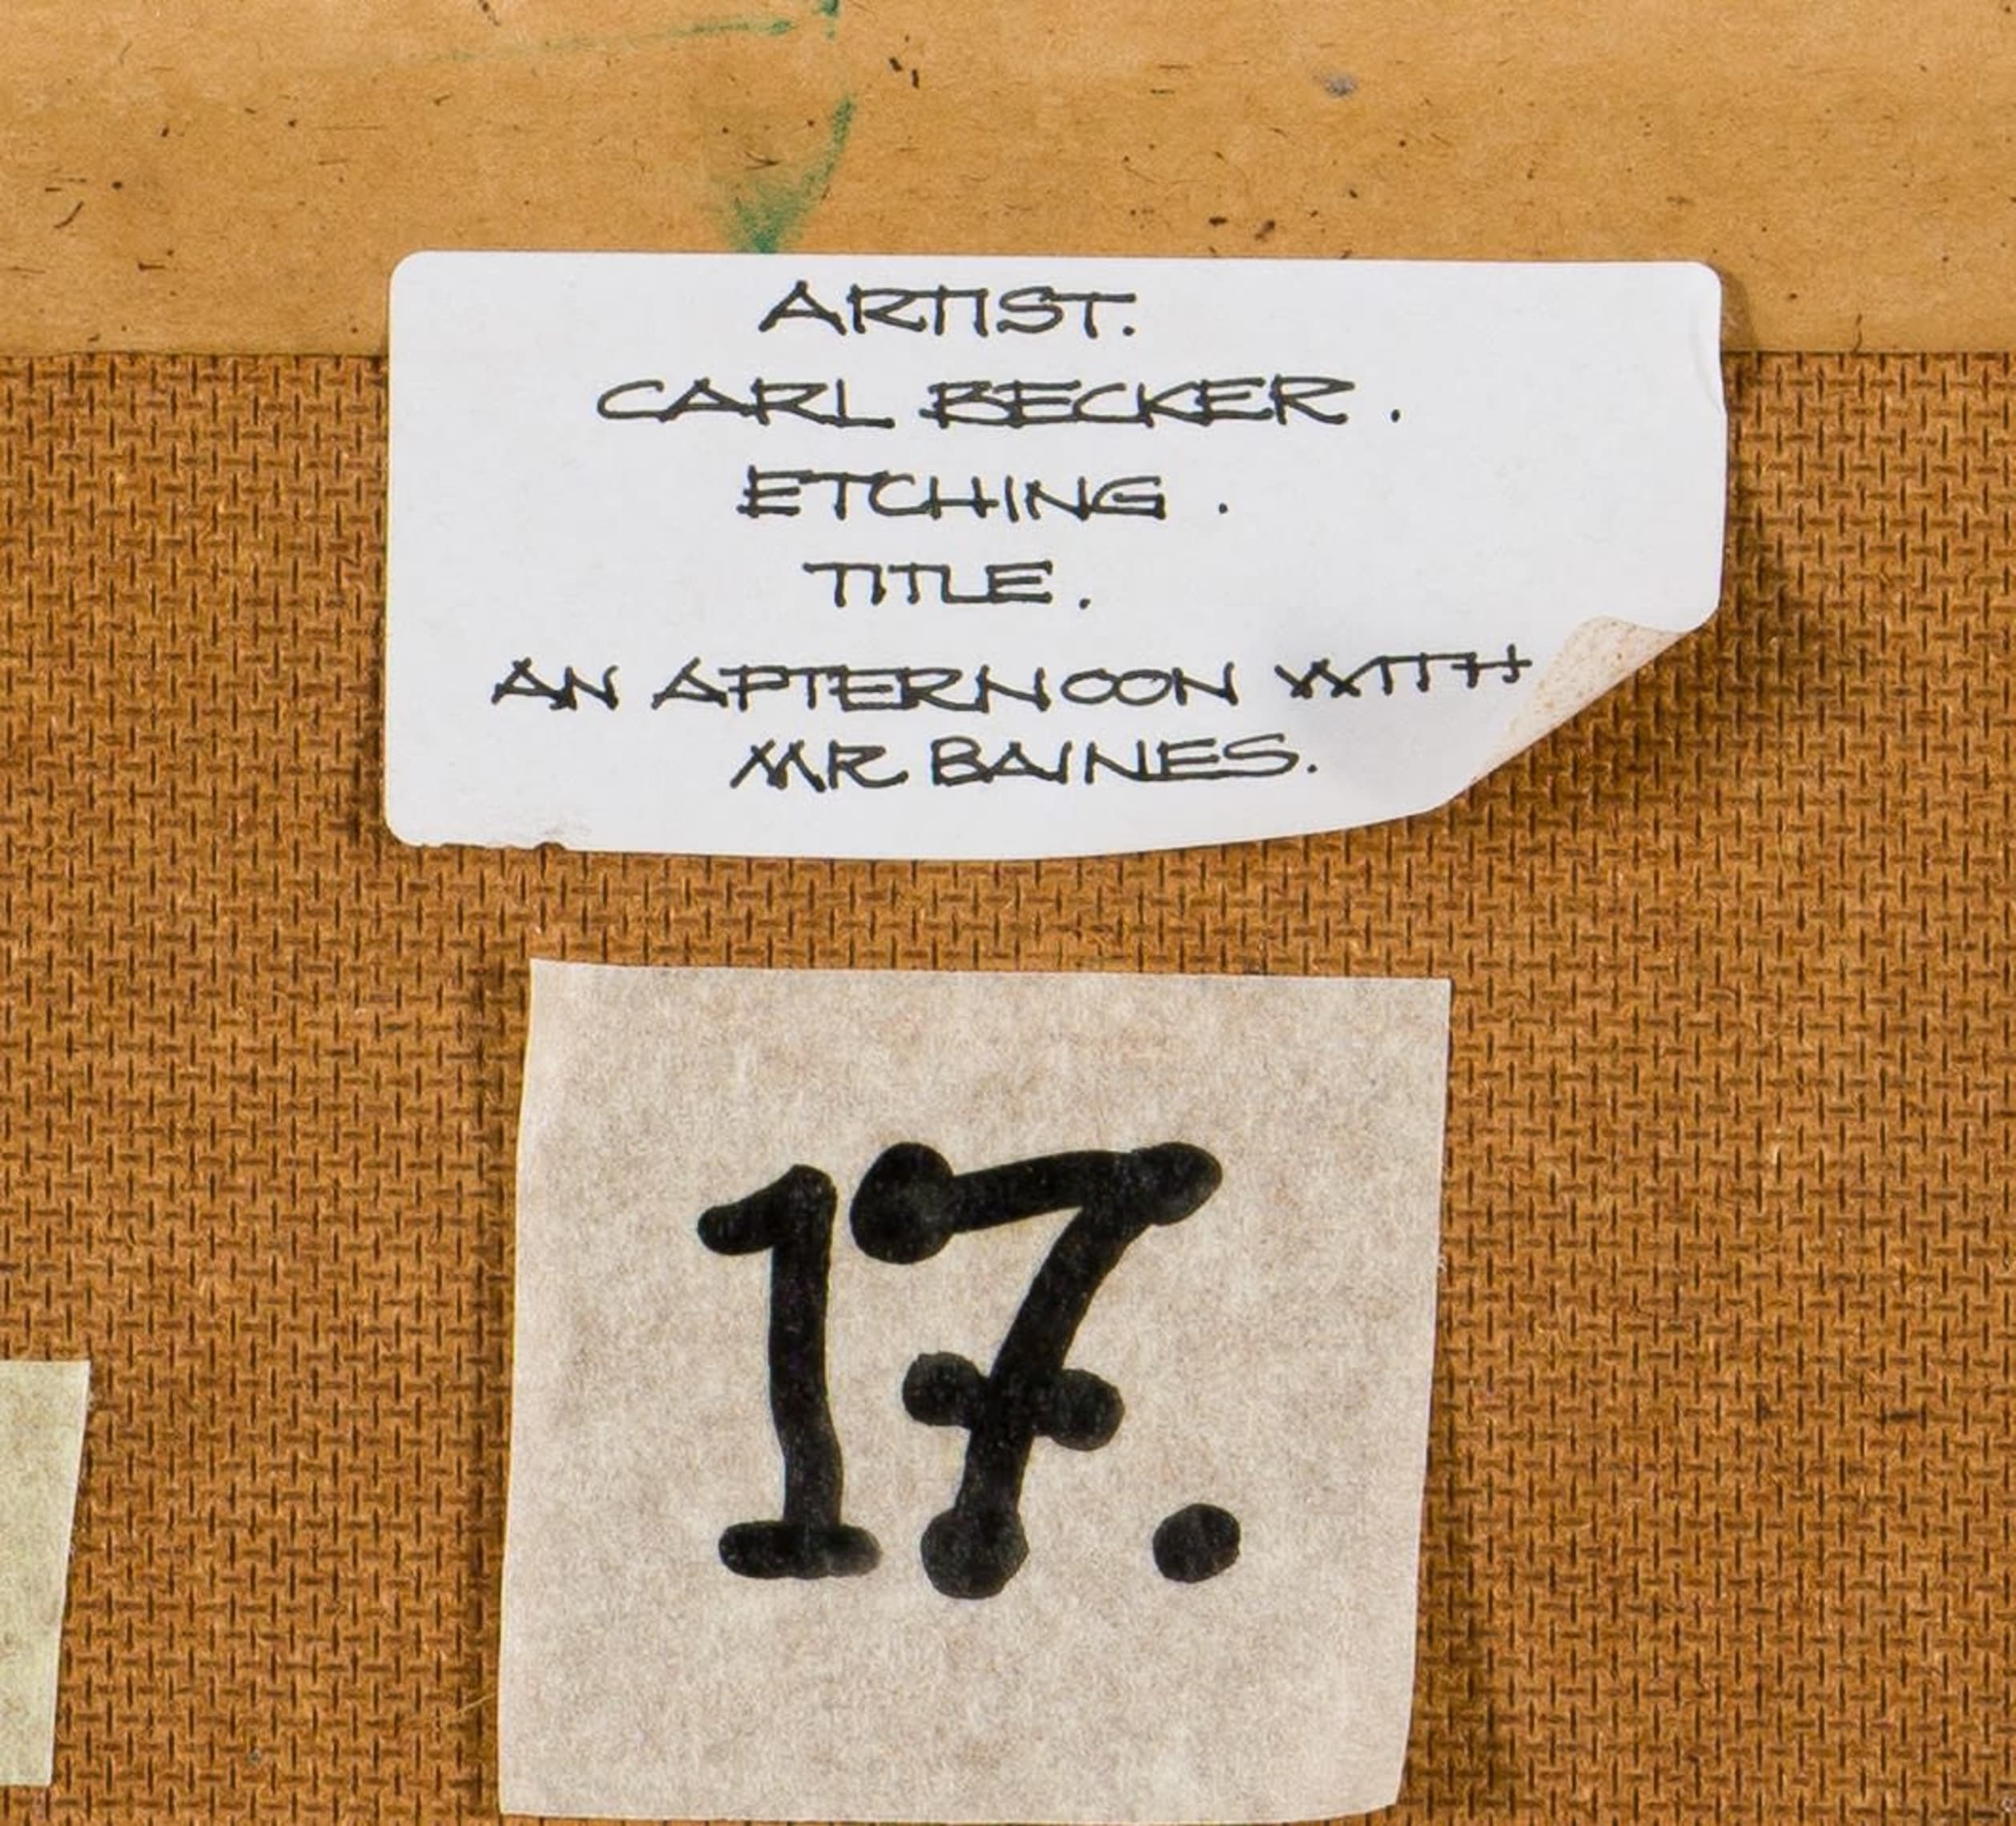 ARTIST.
CARL BECKER .
ETCHING .
TITLE .
AN AFTERNOON WITH
MR BAINES.
17.